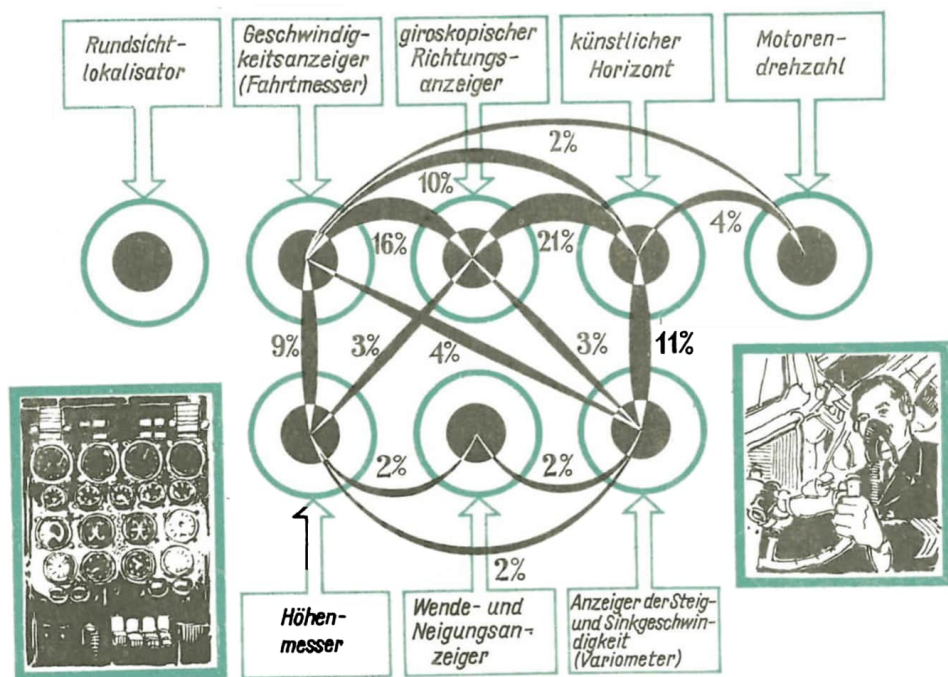 Rundsicht-
lokalisator
Geschwindig-
keitsanzeiger
(Fahrtmesser)
giroskopischer
Richtungs-
anzeiger
künstlicher
Horizont
Motoren-
drehzahl
2%
10%
16%
21%
4%
9%
3%
4%
3%
11%
2%
2%
2%
Höhen-
messer
Wende- und
Neigungsan-
zeiger
Anzeiger der Steig-
und Sinkgeschwin-
digkeit
(Variometer)